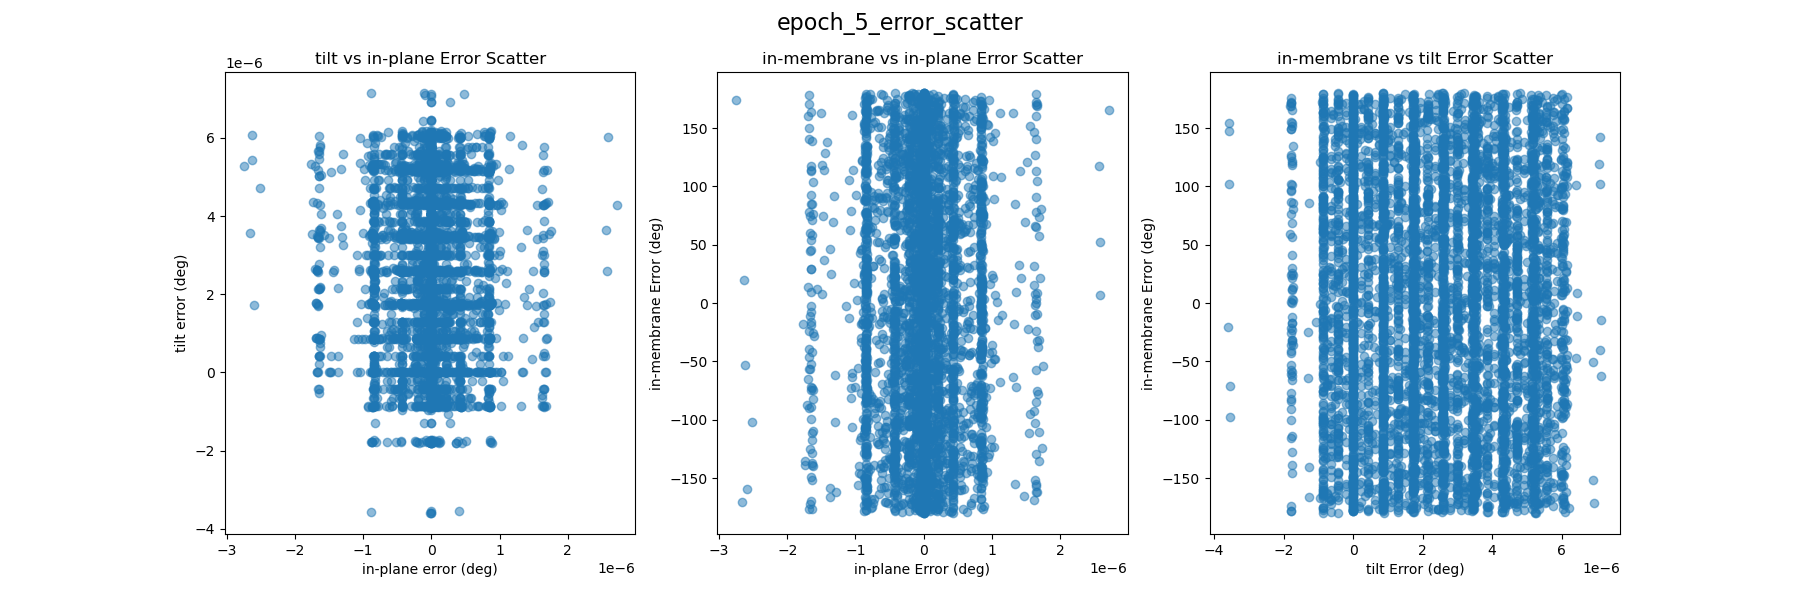 epoch_5_error_scatter
tilt vs in-plane Error Scatter
1e−6
6
4
2
0
−2
−4
tilt error (deg)
−3
−2
−1
0
1
2
in-plane error (deg)
1e−6
in-membrane vs in-plane Error Scatter
150
100
50
0
−50
−100
−150
in-membrane Error (deg)
−3
−2
−1
0
1
2
in-plane Error (deg)
1e−6
in-membrane vs tilt Error Scatter
150
100
50
0
−50
−100
−150
in-membrane Error (deg)
−4
−2
0
2
4
6
tilt Error (deg)
1e−6